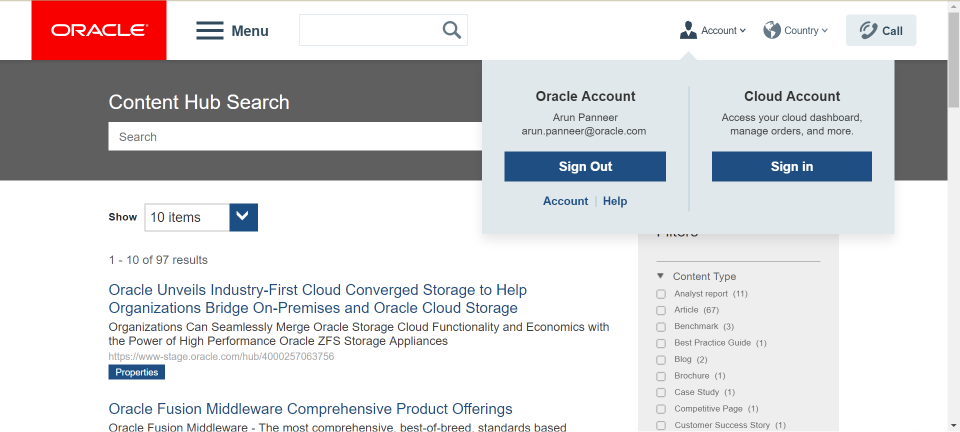 ORACLE
Menu
Account
Country
Call
Oracle Account
Arun Panneer
arun.panneer@oracle.com
Sign Out
Account | Help
Cloud Account
Access your cloud dashboard,
manage orders, and more.
Sign in
Content Hub Search
Search
Show
10 items
1 - 10 of 97 results
Oracle Unveils Industry-First Cloud Converged Storage to Help
Organizations Bridge On-Premises and Oracle Cloud Storage
Organizations Can Seamlessly Merge Oracle Storage Cloud Functionality and Economics with
the Power of High Performance Oracle ZFS Storage Appliances
https://www-stage.oracle.com/hub/4000257063756
Properties
Oracle Fusion Middleware Comprehensive Product Offerings
Oracle Fusion Middleware - The most comprehensive, best-of-breed, standards based
Filters
Content Type
Analyst report (11)
Article (67)
Benchmark (3)
Best Practice Guide (1)
Blog (2)
Brochure (1)
Case Study (1)
Competitive Page (1)
Customer Success Story (1)